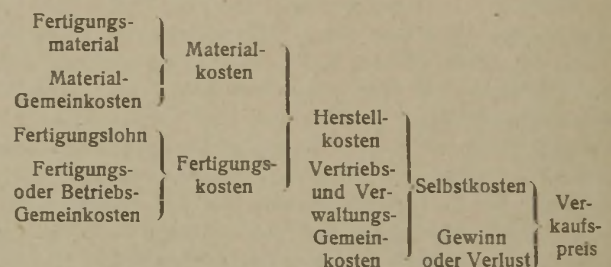 Fertigungs-
material
Material-
Gemeinkosten
Material-
kosten
Fertigungslohn
Fertigungs-
oder Betriebs-
Gemeinkosten
Fertigungs-
kosten
Herstell-
kosten
Vertriebs-
und Ver-
waltungs-
Gemein-
kosten
Selbstkosten
Gewinn
oder Verlust
Ver-
kaufs-
preis